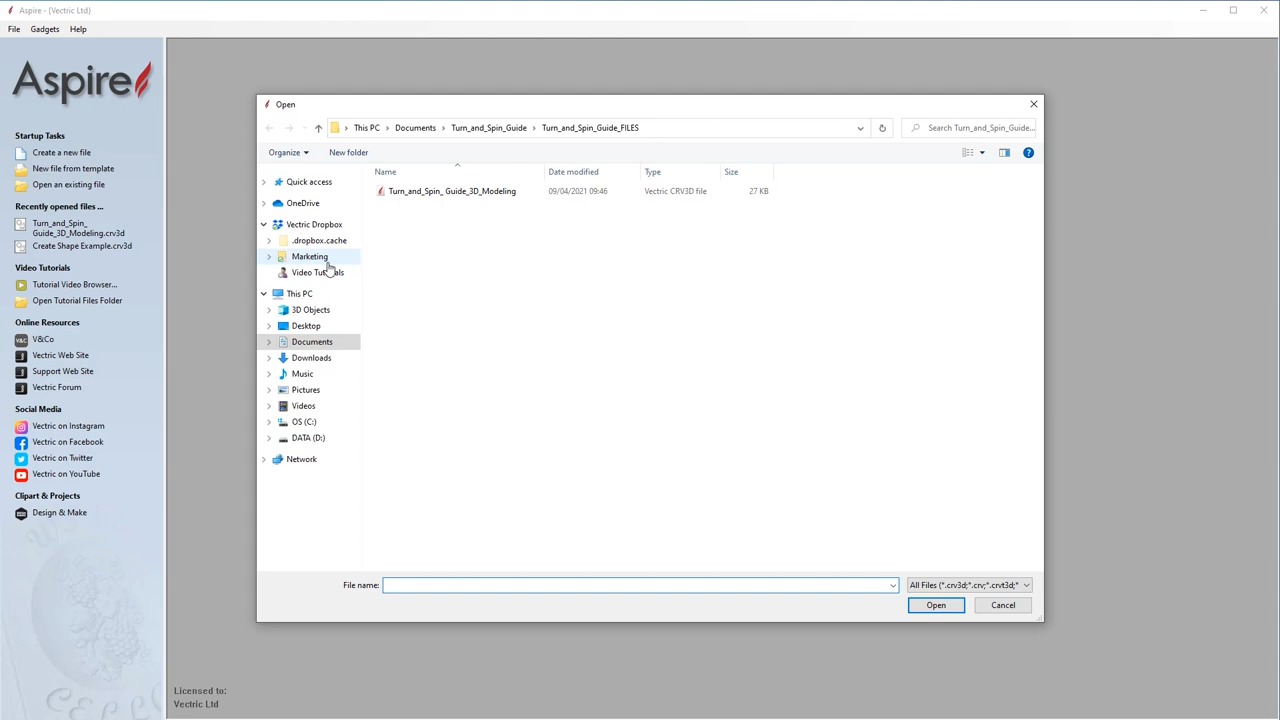 Aspire - {Vectric Ltd}
File Gadgets Help
Aspire
Startup Tasks
Create a new file
New file from template
Open an existing file
Recently opened files ...
Turn_and_Spin_
Guide_3D_Modeling.crv3d
Create Shape Example.crv3d
Video Tutorials
Tutorial Video Browser...
Open Tutorial Files Folder
Online Resources
V&Co
Vectric Web Site
Support Web Site
Vectric Forum
Social Media
Vectric on Instagram
Vectric on Facebook
Vectric on Twitter
Vectric on YouTube
Clipart & Projects
Design & Make
Open
This PC > Documents > Turn_and_Spin_Guide > Turn_and_Spin_Guide_FILES
Search Turn_and_Spin_Guide...
Organize New folder
Name Date modified Type Size
Turn_and_Spin_ Guide_3D_Modeling 09/04/2021 09:46 Vectric CRV3D file 27 KB
Quick access
OneDrive
Vectric Dropbox
.dropbox.cache
Marketing
Video Tutorials
This PC
3D Objects
Desktop
Documents
Downloads
Music
Pictures
Videos
OS (C:)
DATA (D:)
Network
File name:
All Files (*.crv3d;*.crv;*.crvt3d;*
Open Cancel
Licensed to:
Vectric Ltd